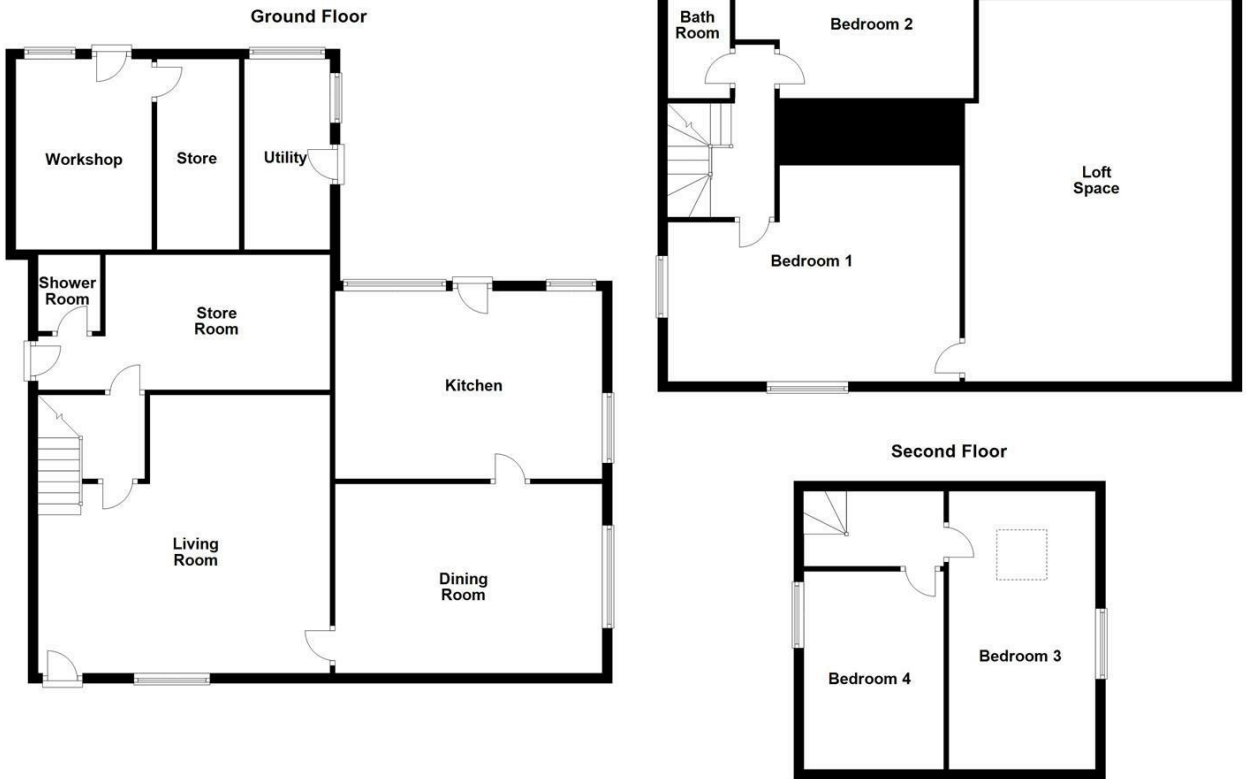 Ground Floor
Workshop
Store
Utility
Shower
Room
Store
Room
Kitchen
Living
Room
Dining
Room
Bath
Room
Bedroom 2
Loft
Space
Bedroom 1
Second Floor
Bedroom 3
Bedroom 4